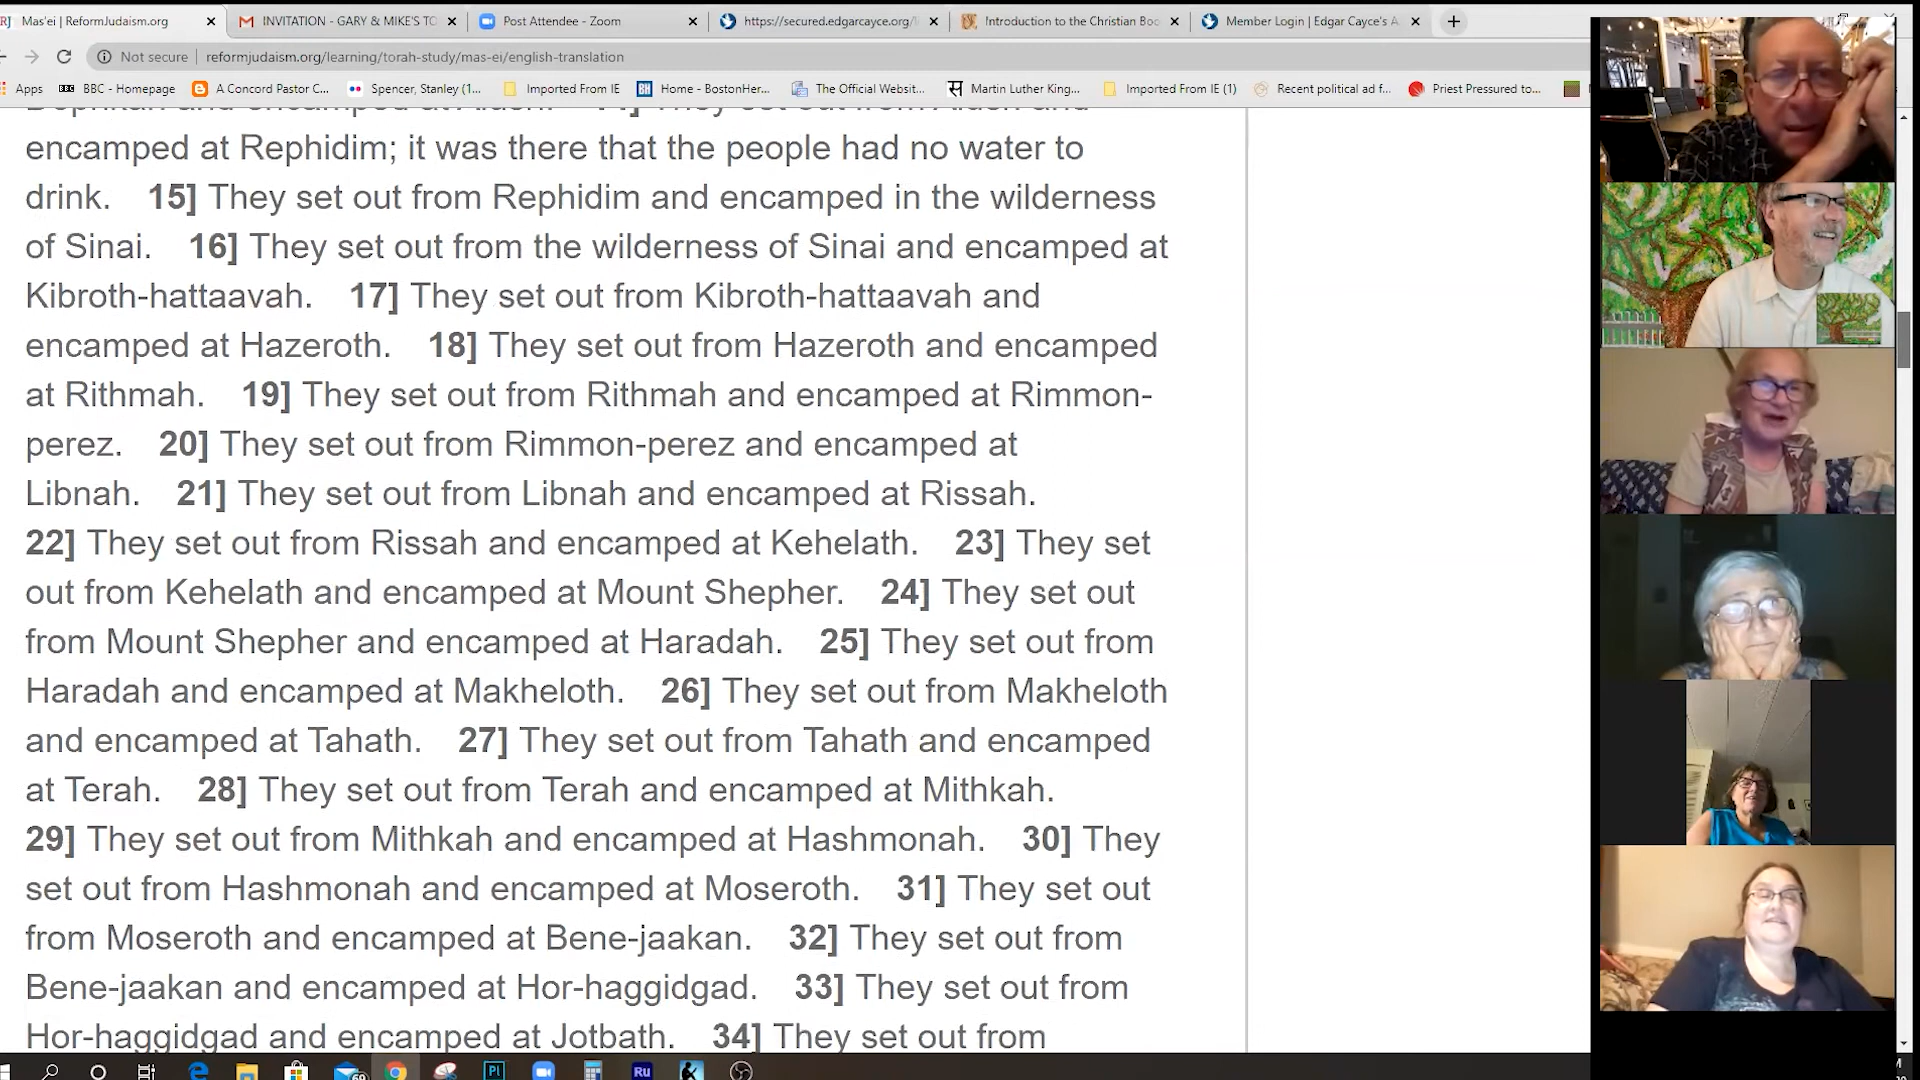 RJ Mas'ei | ReformJudaism.org
INVITATION - GARY & MIKE'S TO
Post Attendee - Zoom
https://secured.edgarcayce.org/
Introduction to the Christian Boo
Member Login | Edgar Cayce's A
Not secure reformjudaism.org/learning/torah-study/mas-ei/english-translation
Apps
BBC - Homepage
A Concord Pastor C...
Spencer, Stanley (1...
Imported From IE
BH Home - BostonHer...
The Official Websit...
Martin Luther King...
Imported From IE (1)
Recent political ad f...
Priest Pressured to...
encamped at Rephidim; it was there that the people had no water to
drink. 15] They set out from Rephidim and encamped in the wilderness
of Sinai. 16] They set out from the wilderness of Sinai and encamped at
Kibroth-hattaavah. 17] They set out from Kibroth-hattaavah and
encamped at Hazeroth. 18] They set out from Hazeroth and encamped
at Rithmah. 19] They set out from Rithmah and encamped at Rimmon-
perez. 20] They set out from Rimmon-perez and encamped at
Libnah. 21] They set out from Libnah and encamped at Rissah.
22] They set out from Rissah and encamped at Kehelath. 23] They set
out from Kehelath and encamped at Mount Shepher. 24] They set out
from Mount Shepher and encamped at Haradah. 25] They set out from
Haradah and encamped at Makheloth. 26] They set out from Makheloth
and encamped at Tahath. 27] They set out from Tahath and encamped
at Terah. 28] They set out from Terah and encamped at Mithkah.
29] They set out from Mithkah and encamped at Hashmonah. 30] They
set out from Hashmonah and encamped at Moseroth. 31] They set out
from Moseroth and encamped at Bene-jaakan. 32] They set out from
Bene-jaakan and encamped at Hor-haggidgad. 33] They set out from
Hor-haggidgad and encamped at Jotbath. 34] They set out from
Pl
Ru